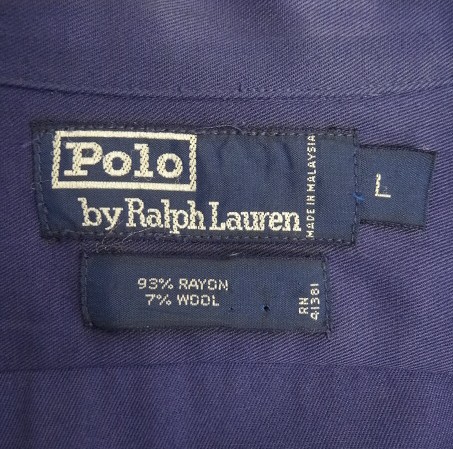 Polo
by Ralph Lauren
MADE IN MALAYSIA
L
93% RAYON
7% WOOL
RN
41381